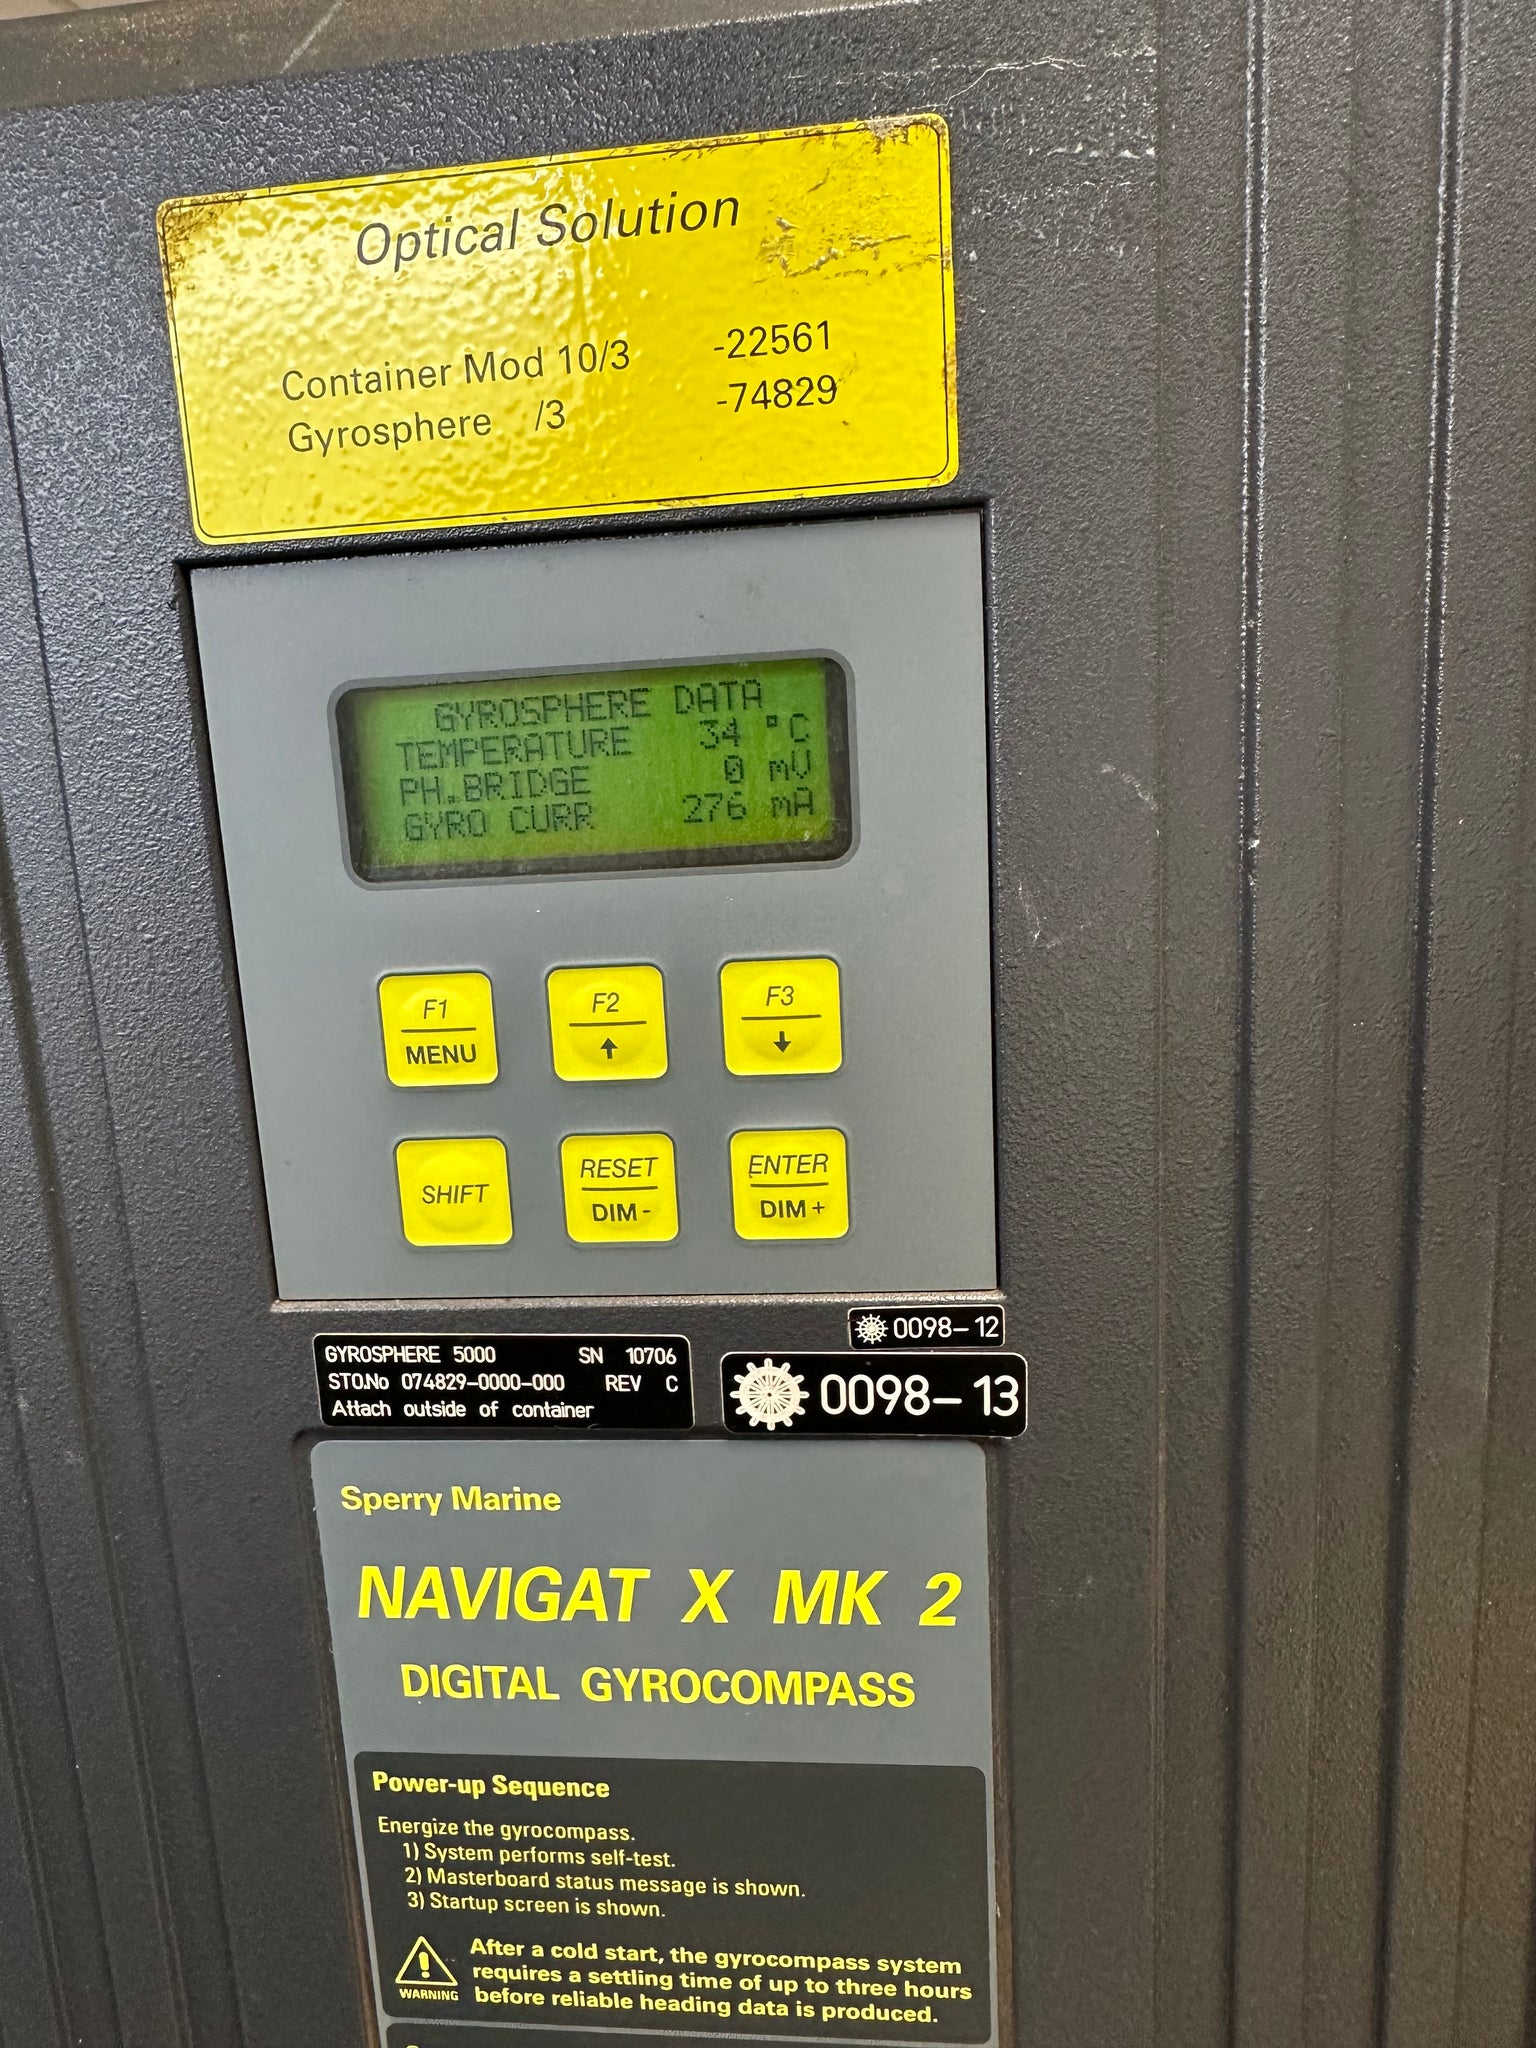 Optical Solution
Container Mod 10/3 -22561
Gyrosphere /3 -74829
GYROSPHERE DATA
TEMPERATURE 34 °C
PH.BRIDGE 0 mV
GYRO CURR 276 mA
F1
MENU
F2
↑
F3
↓
SHIFT
RESET
DIM -
ENTER
DIM +
0098-12
GYROSPHERE 5000 SN 10706
STO.No 074829-0000-000 REV C
Attach outside of container
0098-13
Sperry Marine
NAVIGAT X MK 2
DIGITAL GYROCOMPASS
Power-up Sequence
Energize the gyrocompass.
1) System performs self-test.
2) Masterboard status message is shown.
3) Startup screen is shown.
WARNING
After a cold start, the gyrocompass system
requires a settling time of up to three hours
before reliable heading data is produced.